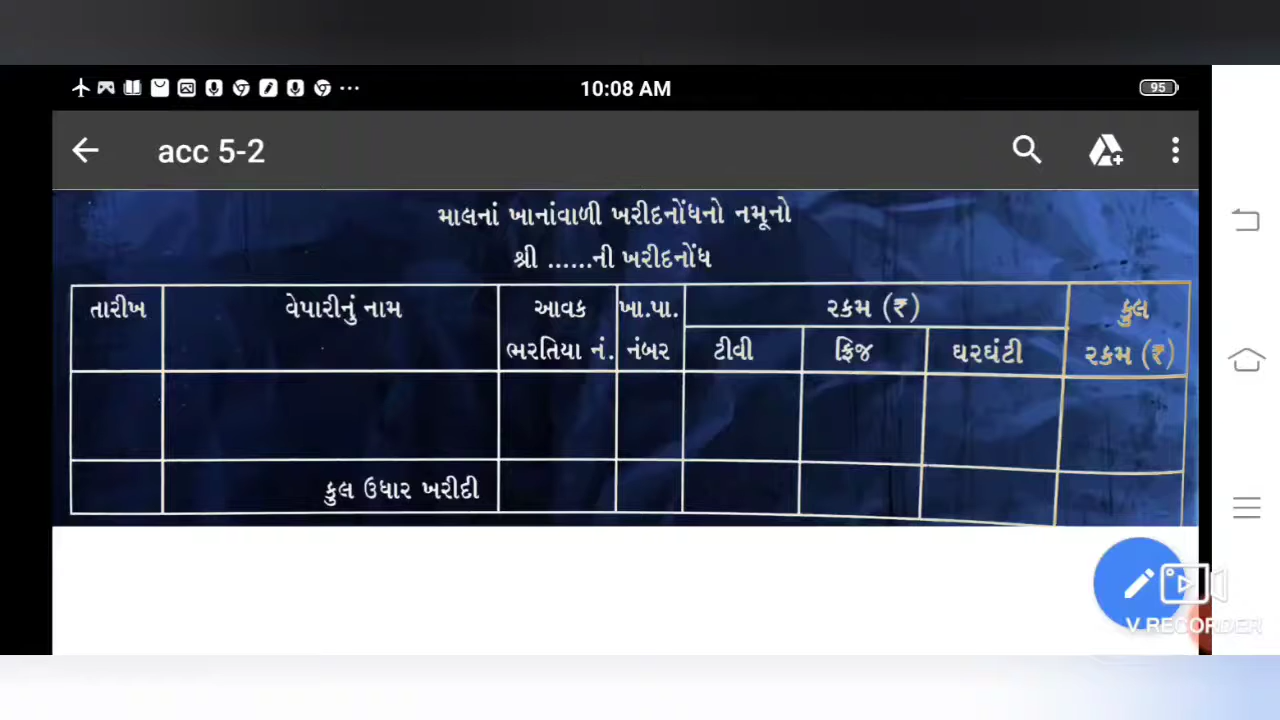 10:08 AM
95
acc 5-2
માલનાં ખાનાંવાળી ખરીદનોંધનો નમૂનો
શ્રી ......ની ખરીદનોંધ
તારીખ વેપારીનું નામ આવક ભરતિયા નં. ખા.પા. નંબર રકમ (₹) કુલ રકમ (₹)
ટીવી ફ્રિજ ઘરઘંટી
કુલ ઉધાર ખરીદી
V RECORDER